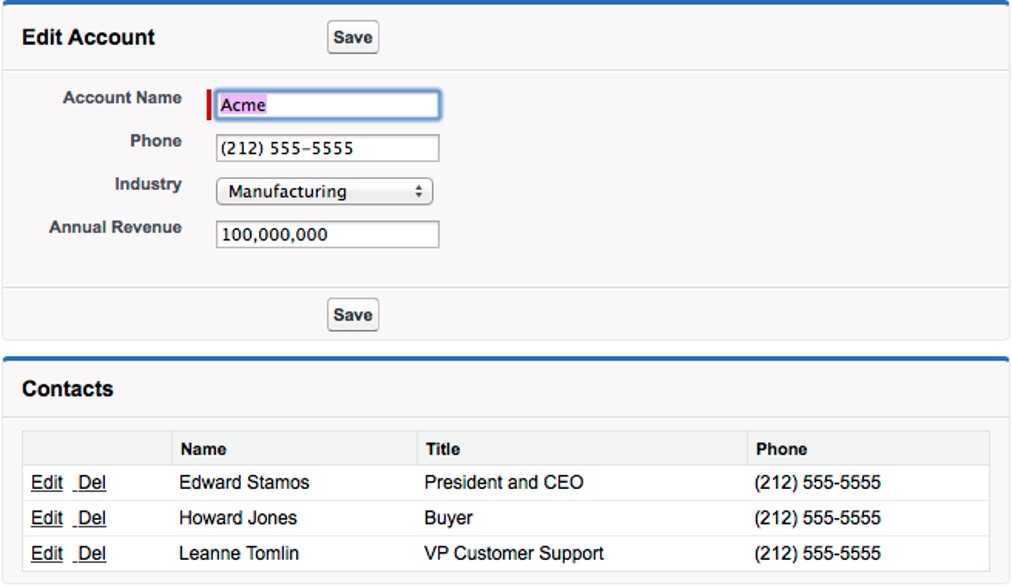 Edit Account Save
Account Name Acme
Phone (212) 555-5555
Industry Manufacturing
Annual Revenue 100,000,000
Save
Contacts
Name Title Phone
Edit Del Edward Stamos President and CEO (212) 555-5555
Edit Del Howard Jones Buyer (212) 555-5555
Edit Del Leanne Tomlin VP Customer Support (212) 555-5555